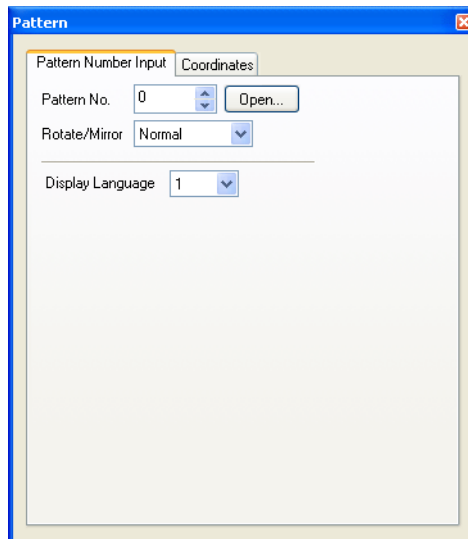 Pattern
Pattern Number Input Coordinates
Pattern No. 0 Open...
Rotate/Mirror Normal
Display Language 1